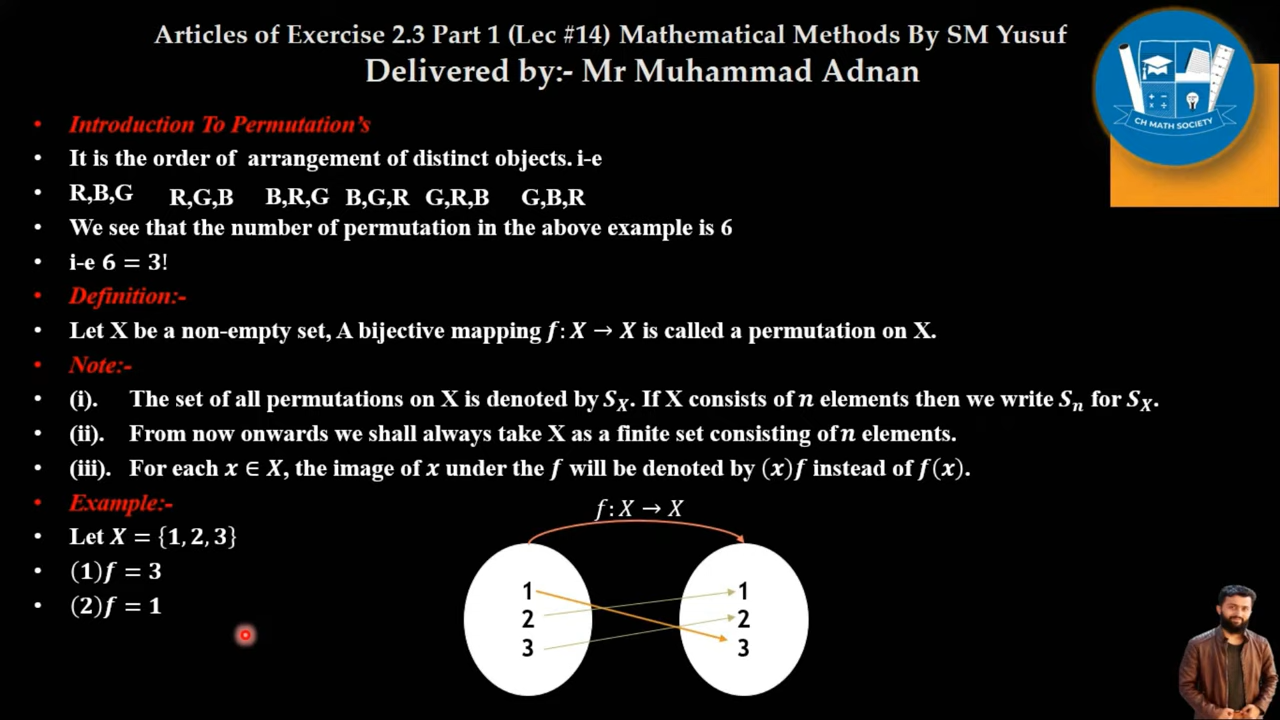 Articles of Exercise 2.3 Part 1 (Lec #14) Mathematical Methods By SM Yusuf
Delivered by:- Mr Muhammad Adnan
CH MATH SOCIETY
• Introduction To Permutation's
• It is the order of arrangement of distinct objects. i-e
• R,B,G R,G,B B,R,G B,G,R G,R,B G,B,R
• We see that the number of permutation in the above example is 6
• i-e 6 = 3!
• Definition:-
• Let X be a non-empty set, A bijective mapping f: X → X is called a permutation on X.
• Note:-
• (i). The set of all permutations on X is denoted by S_X. If X consists of n elements then we write S_n for S_X.
• (ii). From now onwards we shall always take X as a finite set consisting of n elements.
• (iii). For each x ∈ X, the image of x under the f will be denoted by (x)f instead of f(x).
• Example:-
• Let X = {1, 2, 3}
• (1)f = 3
• (2)f = 1
f: X → X
1 1
2 2
3 3